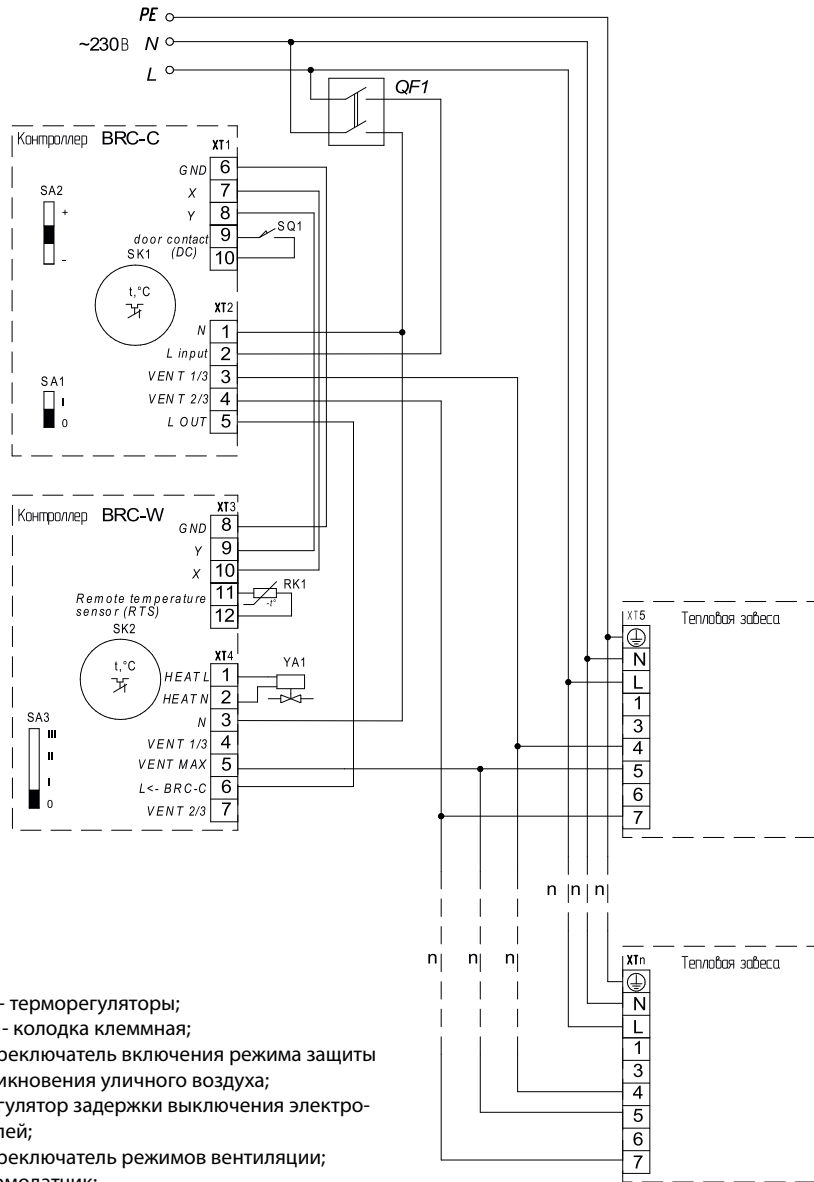 PE
~230В N
L
QF1
Контроллер BRC-C
XT1
GND 6
X 7
Y 8
door contact 9
(DC) 10
SQ1
SA2
+
-
SK1
t,°C
XT2
N 1
L input 2
VENT 1/3 3
VENT 2/3 4
L OUT 5
SA1
I
0
Контроллер BRC-W
XT3
GND 8
Y 9
X 10
Remote temperature 11
sensor (RTS) 12
RK1
-t°
SK2
t,°C
XT4
HEAT L 1
HEAT N 2
N 3
VENT 1/3 4
VENT MAX 5
L<- BRC-C 6
VENT 2/3 7
YA1
SA3
III
II
I
0
XT5
Тепловая завеса
N
L
1
3
4
5
6
7
n n n
n n n
XTn
Тепловая завеса
N
L
1
3
4
5
6
7
- терморегуляторы;
- колодка клеммная;
реключатель включения режима защиты
икновения уличного воздуха;
гулятор задержки выключения электро-
лей;
реключатель режимов вентиляции;